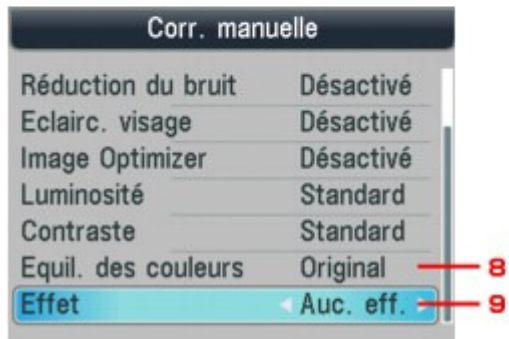 Corr. manuelle
Réduction du bruit Désactivé
Eclairc. visage Désactivé
Image Optimizer Désactivé
Luminosité Standard
Contraste Standard
Equil. des couleurs Original 8
Effet Auc. eff. 9